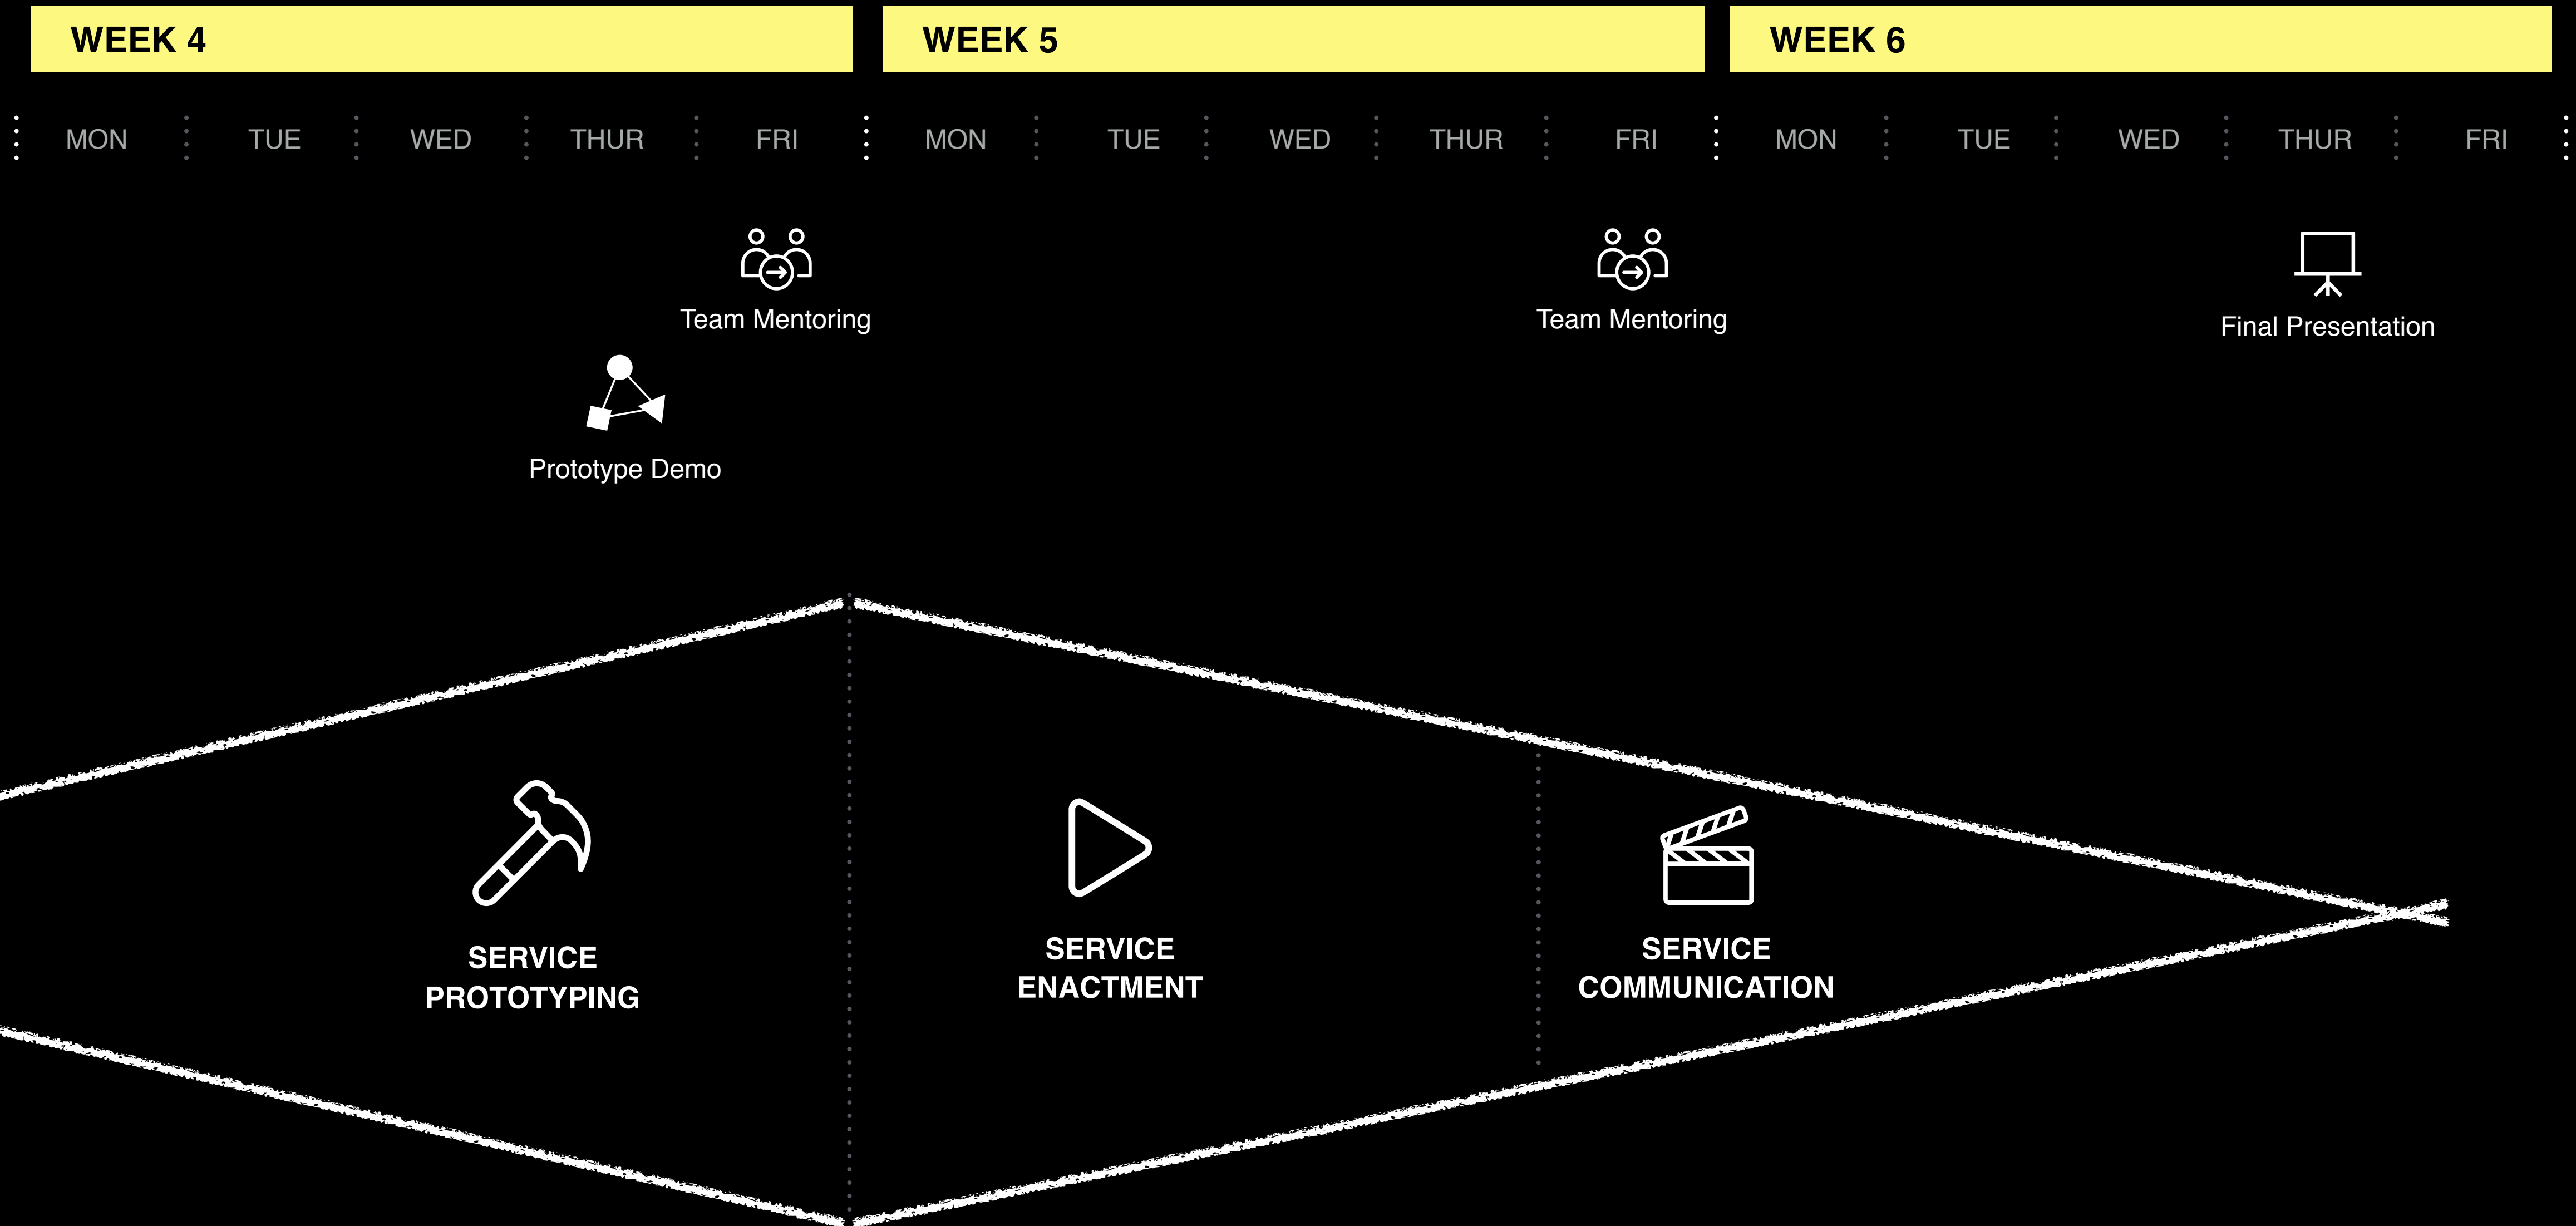 WEEK 4
WEEK 5
WEEK 6
MON TUE WED THUR FRI MON TUE WED THUR FRI MON TUE WED THUR FRI
Team Mentoring
Team Mentoring
Final Presentation
Prototype Demo
SERVICE
PROTOTYPING
SERVICE
ENACTMENT
SERVICE
COMMUNICATION